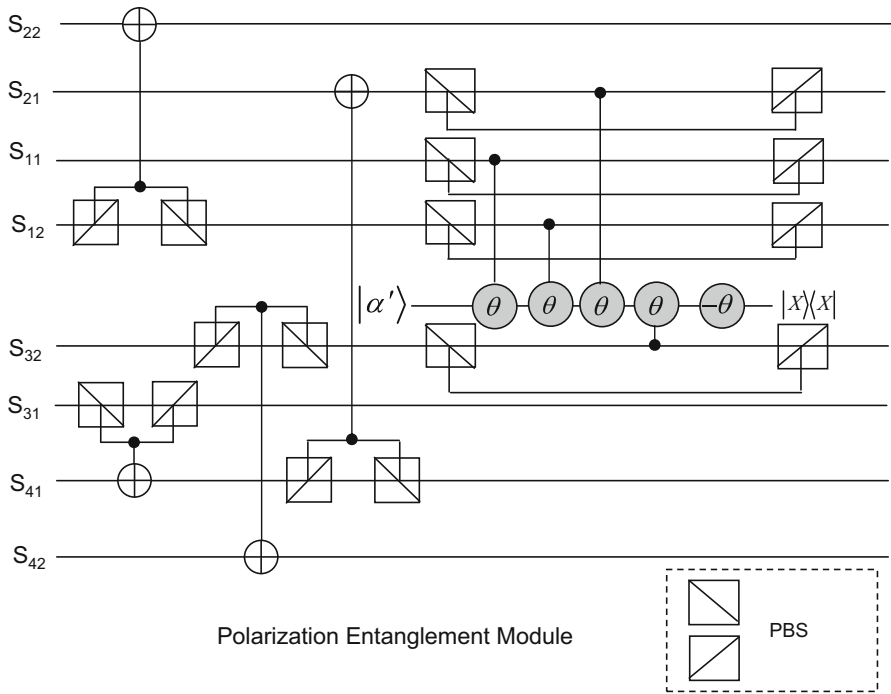 S22
S21
S11
S12
|α'⟩ θ θ θ θ −θ |X⟩⟨X|
S32
S31
S41
S42
Polarization Entanglement Module
PBS